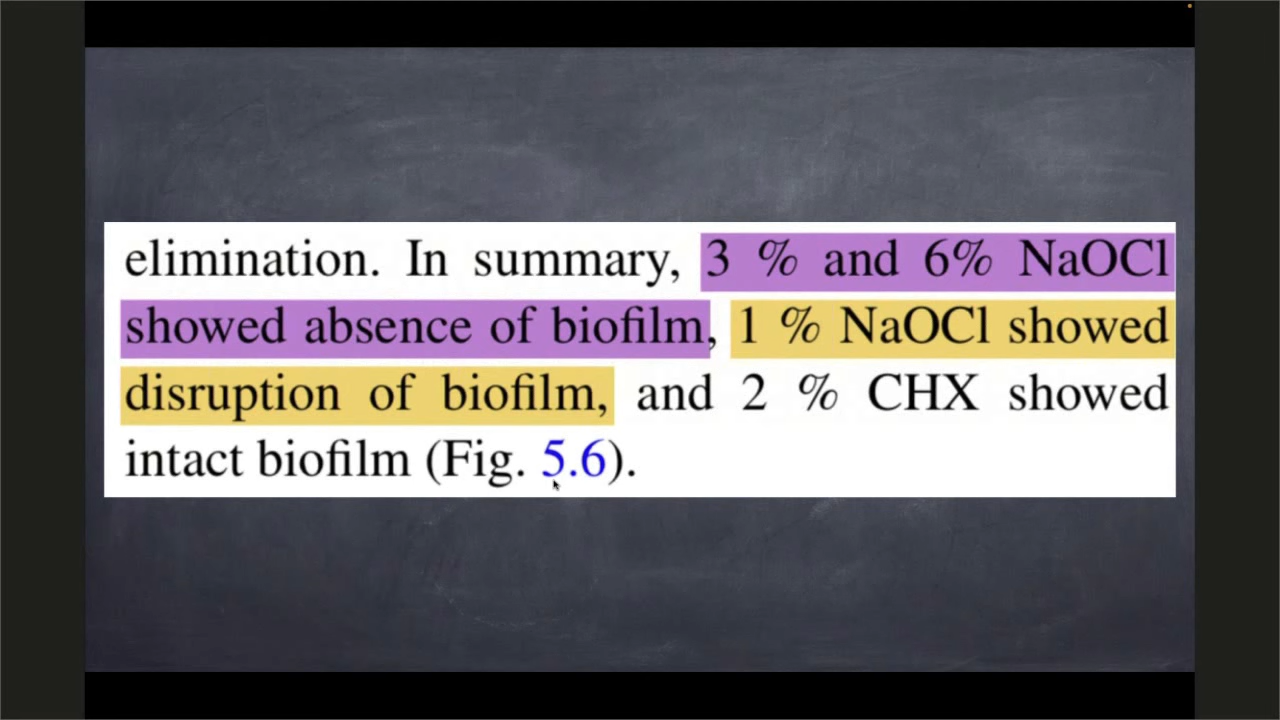 elimination. In summary, 3 % and 6% NaOCl
showed absence of biofilm, 1 % NaOCl showed
disruption of biofilm, and 2 % CHX showed
intact biofilm (Fig. 5.6).